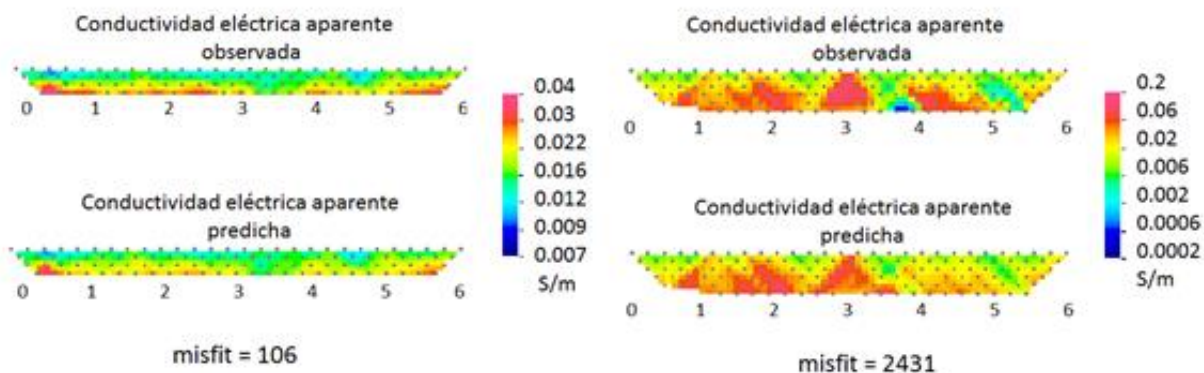 Conductividad eléctrica aparente
observada
0 1 2 3 4 5 6
Conductividad eléctrica aparente
predicha
0 1 2 3 4 5 6
misfit = 106
0.04
0.03
0.022
0.016
0.012
0.009
0.007
S/m
Conductividad eléctrica aparente
observada
0 1 2 3 4 5 6
Conductividad eléctrica aparente
predicha
0 1 2 3 4 5 6
misfit = 2431
0.2
0.06
0.02
0.006
0.002
0.0006
0.0002
S/m